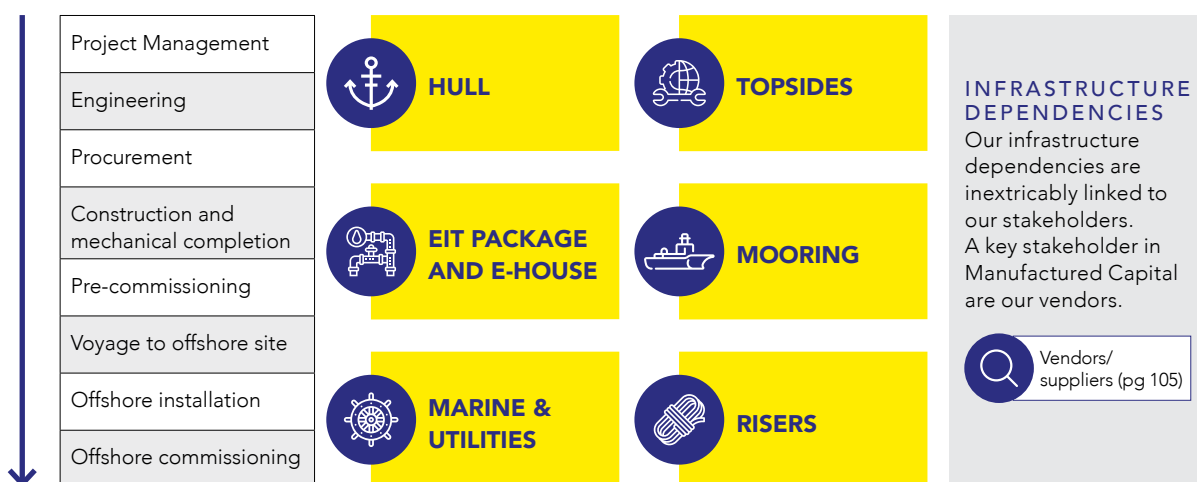 Project Management
Engineering
Procurement
Construction and
mechanical completion
Pre-commissioning
Voyage to offshore site
Offshore installation
Offshore commissioning
HULL
TOPSIDES
EIT PACKAGE
AND E-HOUSE
MOORING
MARINE &
UTILITIES
RISERS
INFRASTRUCTURE
DEPENDENCIES
Our infrastructure
dependencies are
inextricably linked to
our stakeholders.
A key stakeholder in
Manufactured Capital
are our vendors.
Vendors/
suppliers (pg 105)